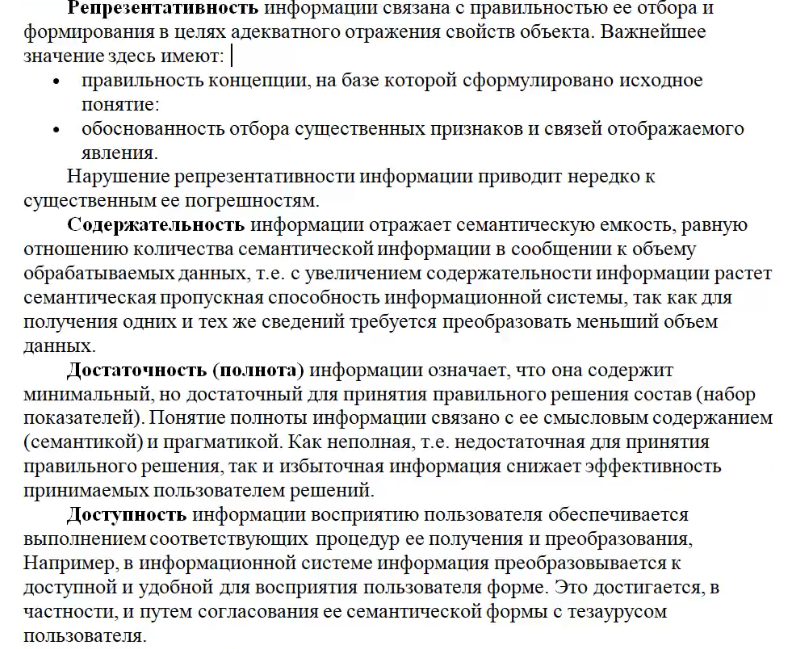 Репрезентативность информации связана с правильностью ее отбора и
формирования в целях адекватного отражения свойств объекта. Важнейшее
значение здесь имеют:
• правильность концепции, на базе которой сформулировано исходное
понятие:
• обоснованность отбора существенных признаков и связей отображаемого
явления.
Нарушение репрезентативности информации приводит нередко к
существенным ее погрешностям.
Содержательность информации отражает семантическую емкость, равную
отношению количества семантической информации в сообщении к объему
обрабатываемых данных, т.е. с увеличением содержательности информации растет
семантическая пропускная способность информационной системы, так как для
получения одних и тех же сведений требуется преобразовать меньший объем
данных.
Достаточность (полнота) информации означает, что она содержит
минимальный, но достаточный для принятия правильного решения состав (набор
показателей). Понятие полноты информации связано с ее смысловым содержанием
(семантикой) и прагматикой. Как неполная, т.е. недостаточная для принятия
правильного решения, так и избыточная информация снижает эффективность
принимаемых пользователем решений.
Доступность информации восприятию пользователя обеспечивается
выполнением соответствующих процедур ее получения и преобразования,
Например, в информационной системе информация преобразовывается к
доступной и удобной для восприятия пользователя форме. Это достигается, в
частности, и путем согласования ее семантической формы с тезаурусом
пользователя.